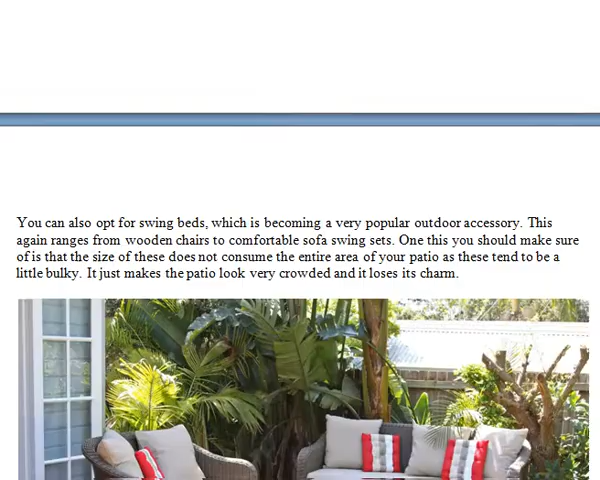 You can also opt for swing beds, which is becoming a very popular outdoor accessory. This
again ranges from wooden chairs to comfortable sofa swing sets. One this you should make sure
of is that the size of these does not consume the entire area of your patio as these tend to be a
little bulky. It just makes the patio look very crowded and it loses its charm.